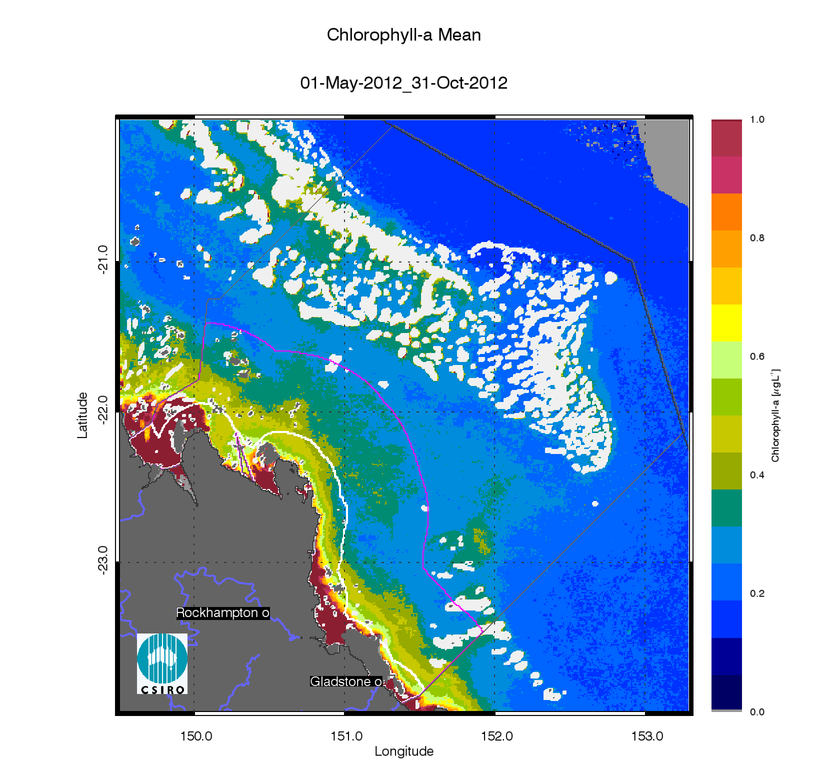 Chlorophyll-a Mean
01-May-2012_31-Oct-2012
1.0
0.8
0.6
0.4
0.2
0.0
Chlorophyll-a [µgL⁻¹]
21.0
-22.0
-23.0
Latitude
Rockhampton o
Gladstone o
CSIRO
150.0 151.0 152.0 153.0
Longitude